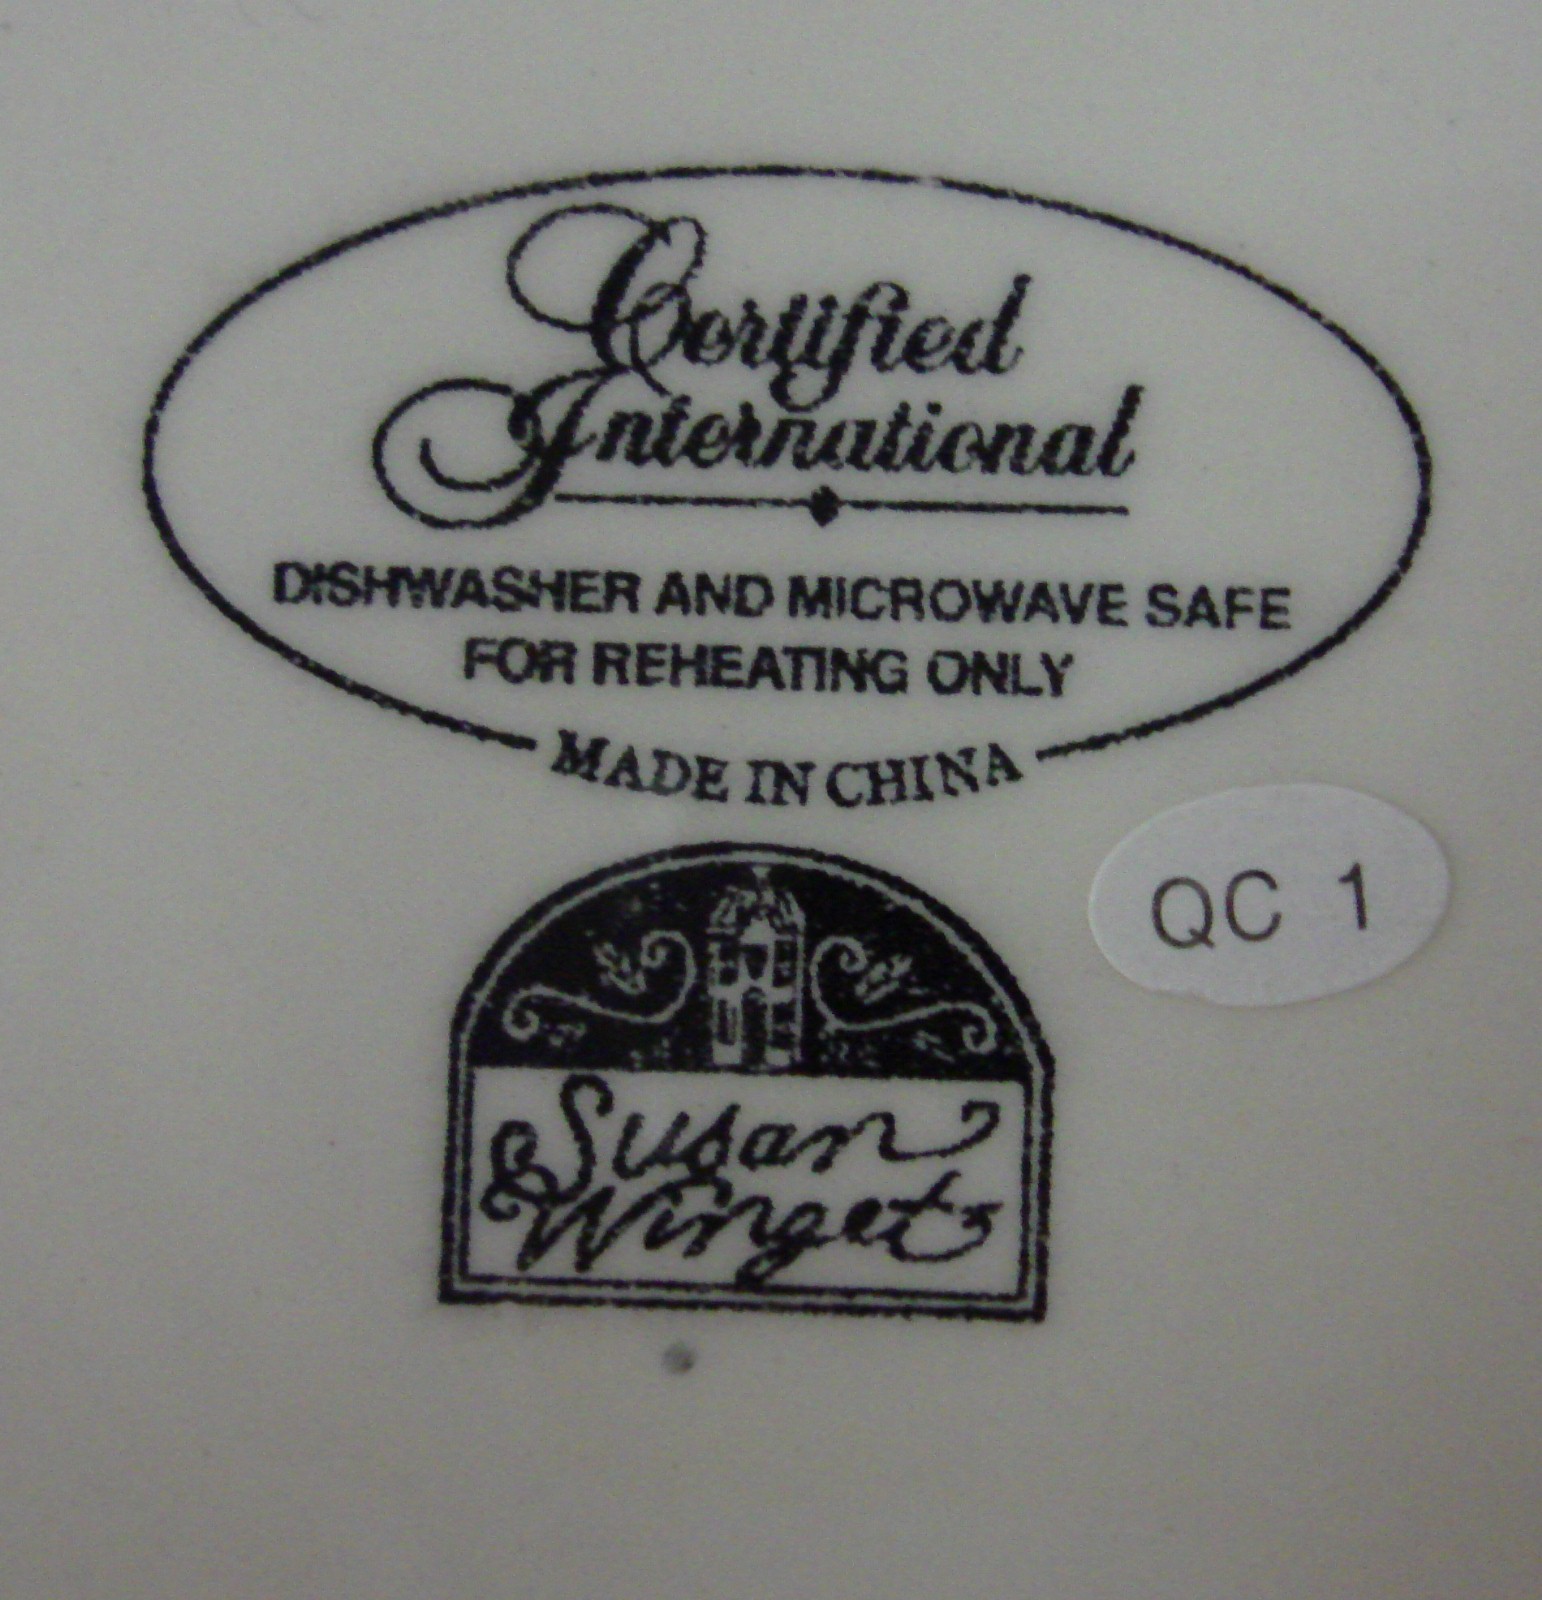 Certified
International
DISHWASHER AND MICROWAVE SAFE
FOR REHEATING ONLY
MADE IN CHINA
QC 1
Susan
Winget